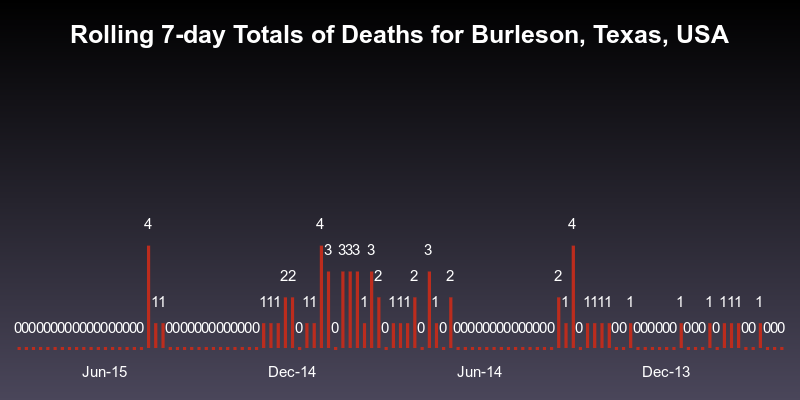 Rolling 7-day Totals of Deaths for Burleson, Texas, USA
4 4 4
3 333 3 3
22 2 2 2 2
11 111 11 1 111 1 1 1111 1 1 1 111 1
000000000000000000 0000000000000 0 0 0 0 0 00000000000000 0 00 000000 000 0 00 000
Jun-15 Dec-14 Jun-14 Dec-13